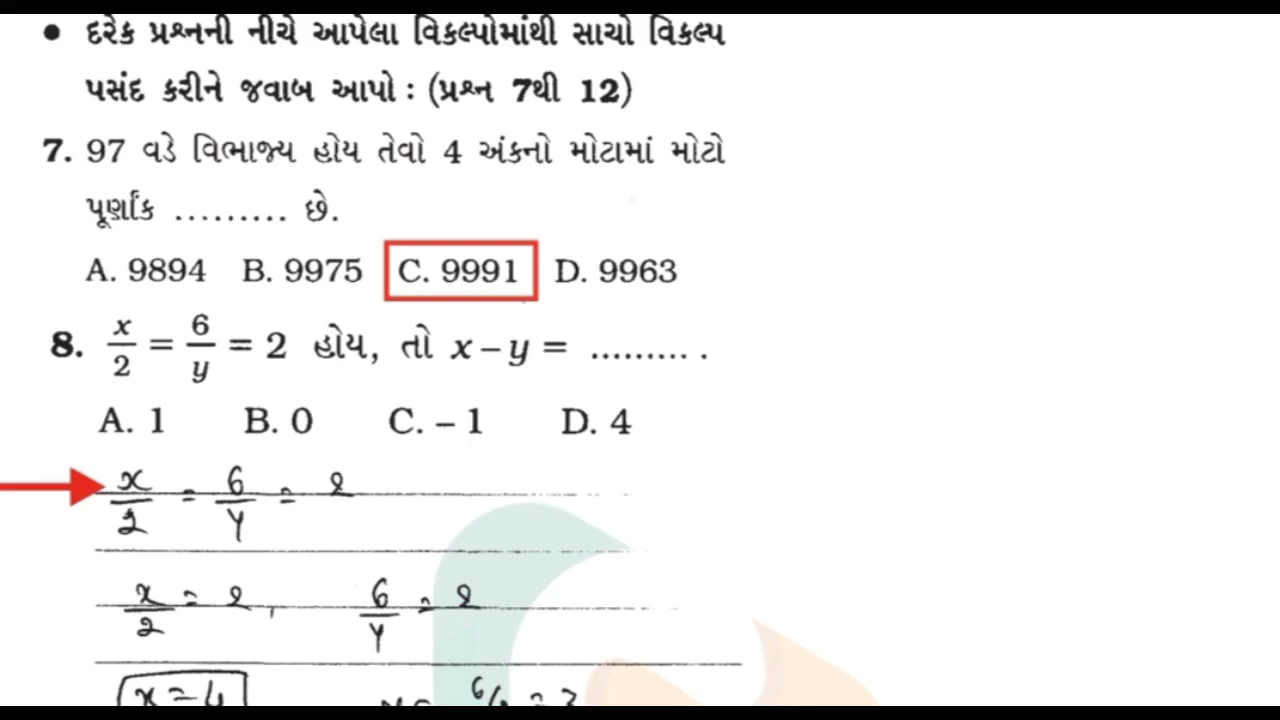 ● દરેક પ્રશ્નની નીચે આપેલા વિકલ્પોમાંથી સાચો વિકલ્પ
પસંદ કરીને જવાબ આપો : (પ્રશ્ન 7થી 12)
7. 97 વડે વિભાજ્ય હોય તેવો 4 અંકનો મોટામાં મોટો
પૂર્ણાંક ......... છે.
A. 9894 B. 9975 C. 9991 D. 9963
8. x/2 = 6/y = 2 હોય, તો x – y = ......... .
A. 1 B. 0 C. – 1 D. 4
x/2 = 6/y = 2
x/2 = 2, 6/y = 2
x = 4